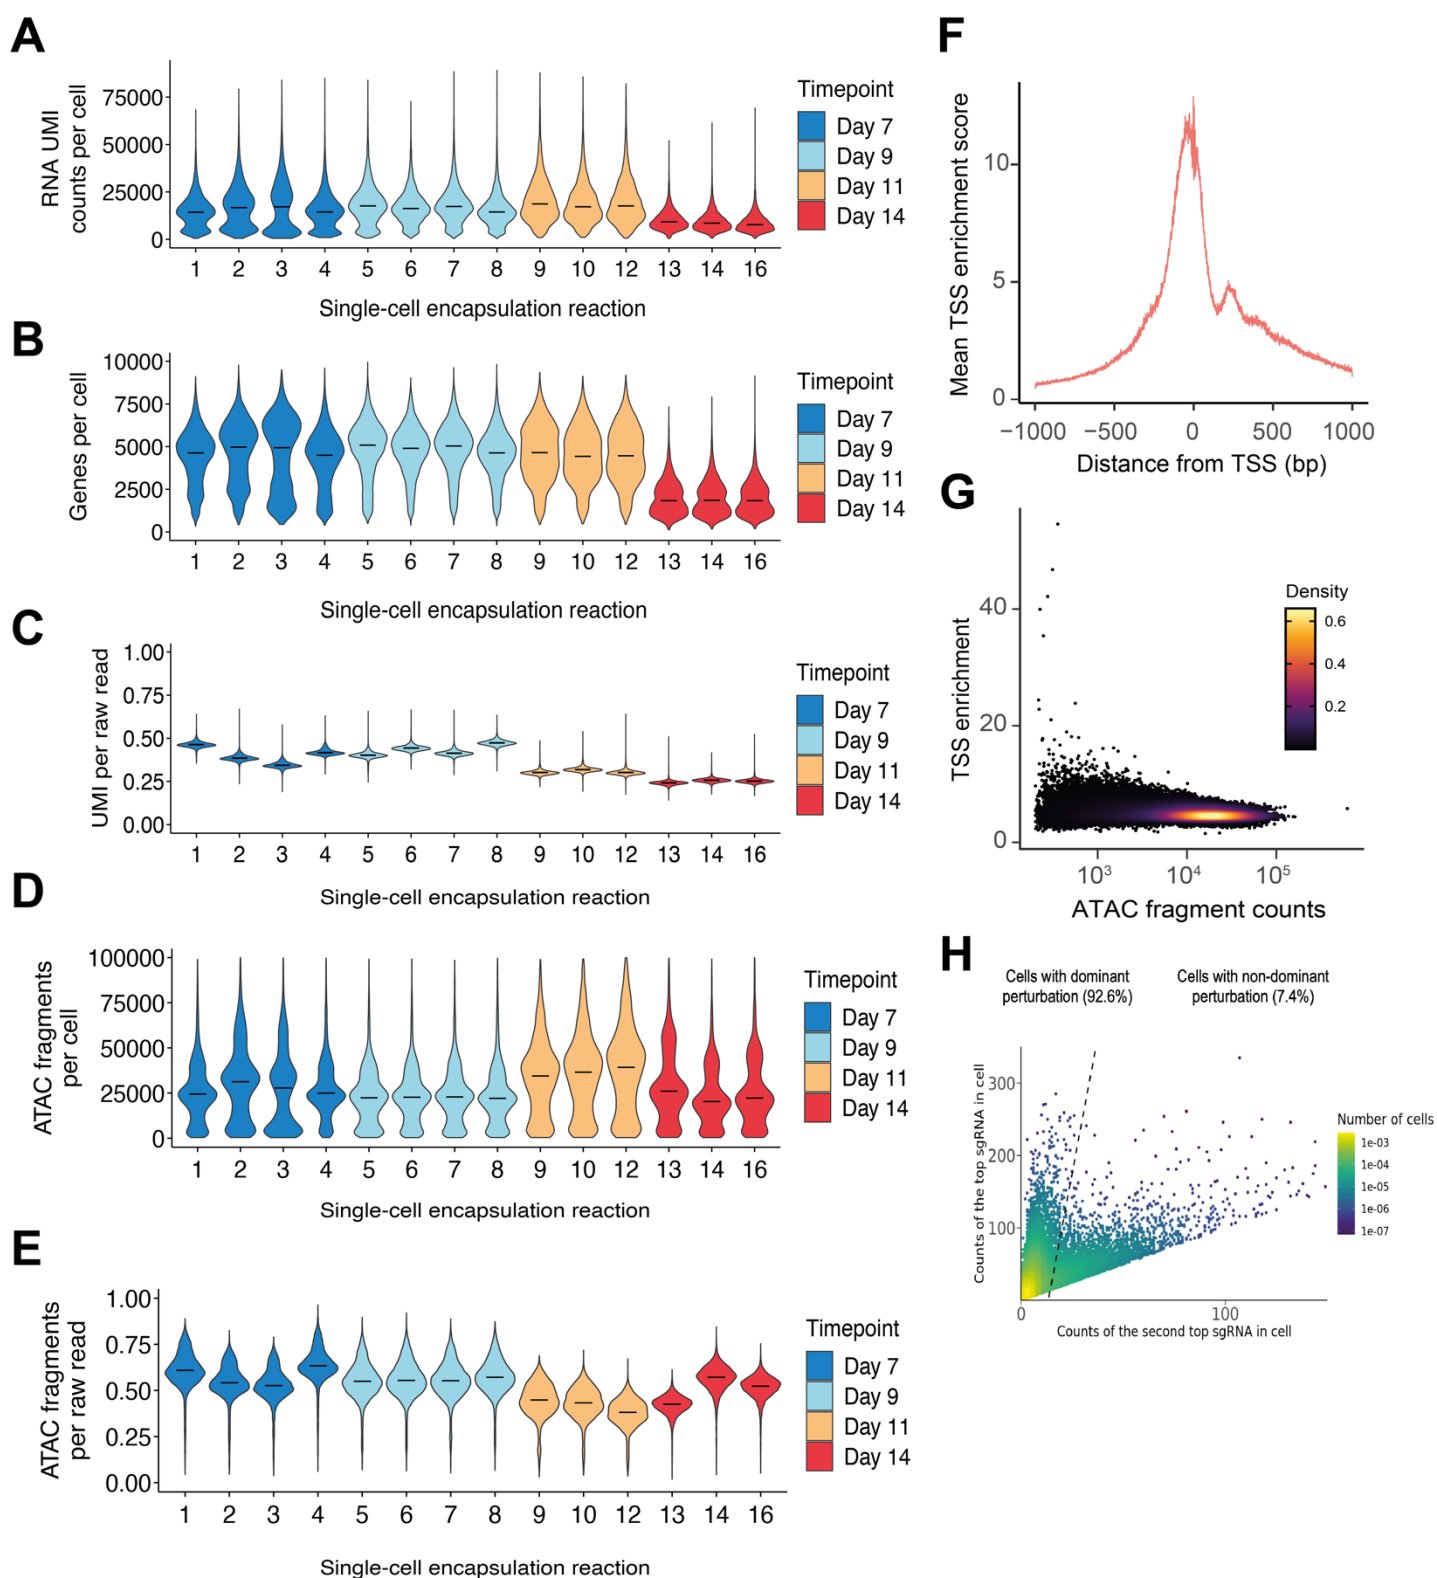 A
RNA UMI
counts per cell
75000
50000
25000
0
1 2 3 4 5 6 7 8 9 10 12 13 14 16
Single-cell encapsulation reaction
Timepoint
Day 7
Day 9
Day 11
Day 14
B
Genes per cell
10000
7500
5000
2500
0
1 2 3 4 5 6 7 8 9 10 12 13 14 16
Single-cell encapsulation reaction
Timepoint
Day 7
Day 9
Day 11
Day 14
C
UMI per raw read
1.00
0.75
0.50
0.25
0.00
1 2 3 4 5 6 7 8 9 10 12 13 14 16
Single-cell encapsulation reaction
Timepoint
Day 7
Day 9
Day 11
Day 14
D
ATAC fragments
per cell
100000
75000
50000
25000
0
1 2 3 4 5 6 7 8 9 10 12 13 14 16
Single-cell encapsulation reaction
Timepoint
Day 7
Day 9
Day 11
Day 14
E
ATAC fragments
per raw read
1.00
0.75
0.50
0.25
0.00
1 2 3 4 5 6 7 8 9 10 12 13 14 16
Single-cell encapsulation reaction
Timepoint
Day 7
Day 9
Day 11
Day 14
F
Mean TSS enrichment score
10
5
0
−1000 −500 0 500 1000
Distance from TSS (bp)
G
TSS enrichment
40
20
0
10³ 10⁴ 10⁵
ATAC fragment counts
Density
0.6
0.4
0.2
H
Cells with dominant
perturbation (92.6%)
Cells with non-dominant
perturbation (7.4%)
Counts of the top sgRNA in cell
300
200
100
0 100
Counts of the second top sgRNA in cell
Number of cells
1e-03
1e-04
1e-05
1e-06
1e-07